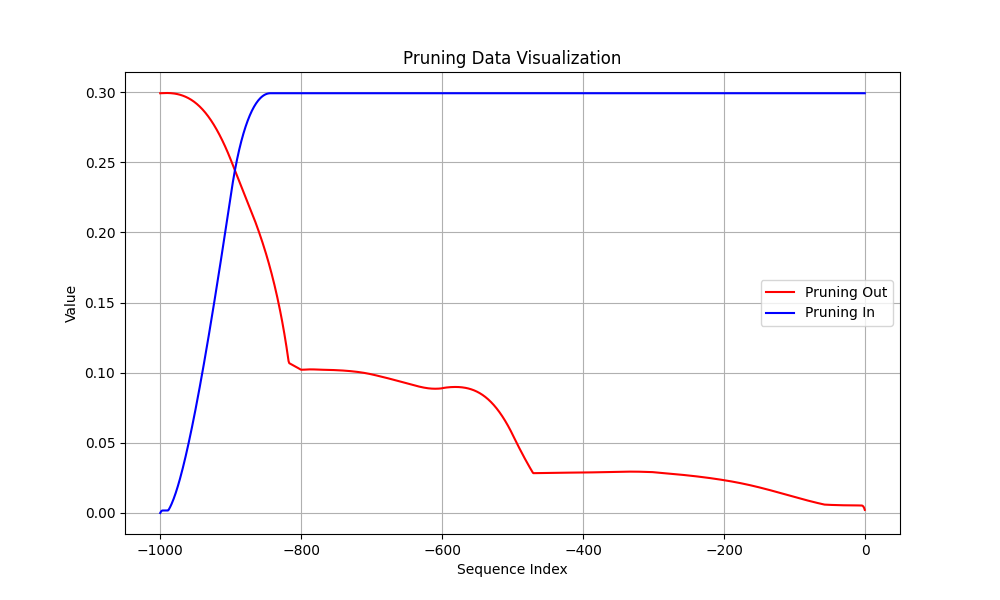 Pruning Data Visualization
0.30
0.25
0.20
0.15
0.10
0.05
0.00
Value
Pruning Out
Pruning In
−1000 −800 −600 −400 −200 0
Sequence Index